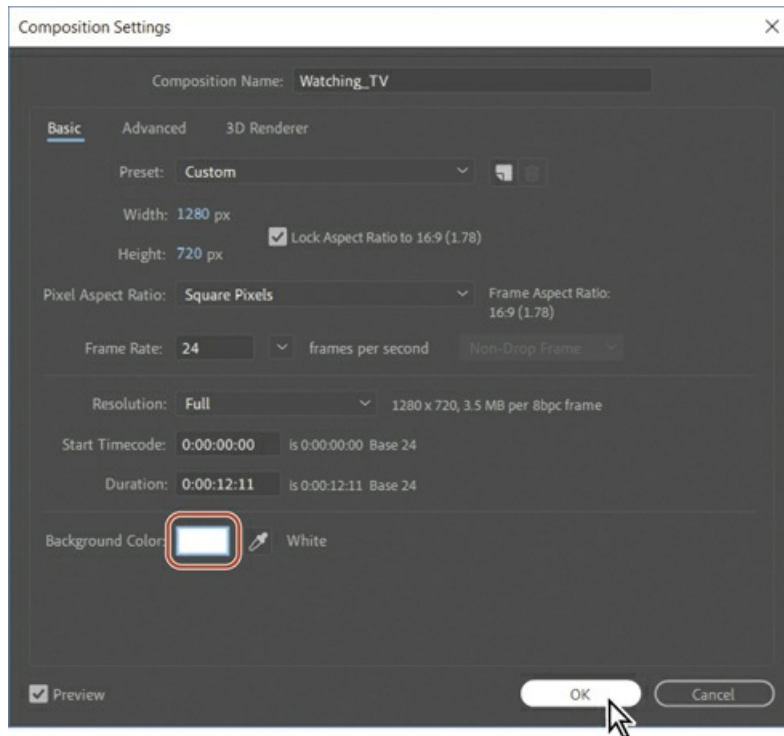 Composition Settings
Composition Name: Watching_TV
Basic Advanced 3D Renderer
Preset: Custom
Width: 1280 px
Lock Aspect Ratio to 16:9 (1.78)
Height: 720 px
Pixel Aspect Ratio: Square Pixels Frame Aspect Ratio:
16:9 (1.78)
Frame Rate: 24 frames per second Non-Drop Frame
Resolution: Full 1280 x 720, 3.5 MB per 8bpc frame
Start Timecode: 0:00:00:00 is 0:00:00:00 Base 24
Duration: 0:00:12:11 is 0:00:12:11 Base 24
Background Color: White
Preview OK Cancel